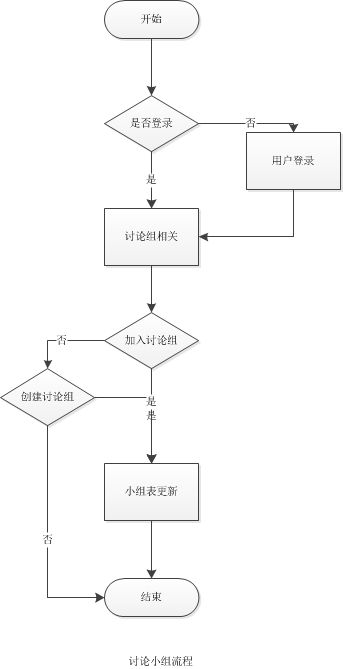 开始
是否登录
否
用户登录
是
讨论组相关
否
加入讨论组
创建讨论组
是
是
小组表更新
否
结束
讨论小组流程